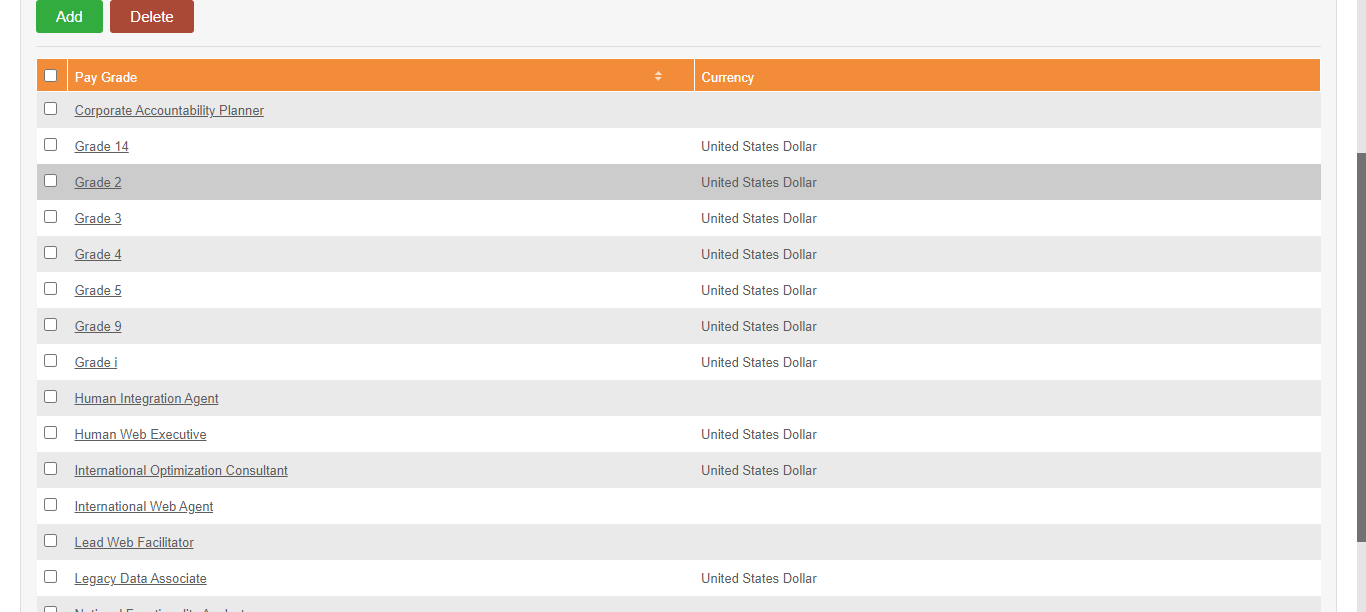 Add Delete
Pay Grade Currency
Corporate Accountability Planner
Grade 14 United States Dollar
Grade 2 United States Dollar
Grade 3 United States Dollar
Grade 4 United States Dollar
Grade 5 United States Dollar
Grade 9 United States Dollar
Grade i United States Dollar
Human Integration Agent
Human Web Executive United States Dollar
International Optimization Consultant United States Dollar
International Web Agent
Lead Web Facilitator
Legacy Data Associate United States Dollar